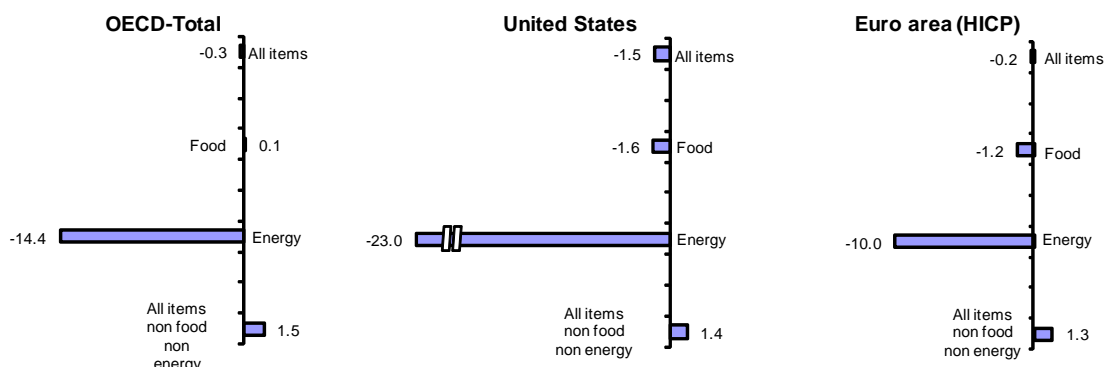 OECD-Total
-0.3 All items
Food 0.1
-14.4 Energy
All items
non food
non
energy
1.5
United States
-1.5 All items
-1.6 Food
-23.0 Energy
All items
non food
non energy
1.4
Euro area (HICP)
-0.2 All items
-1.2 Food
-10.0 Energy
All items
non food
non energy
1.3